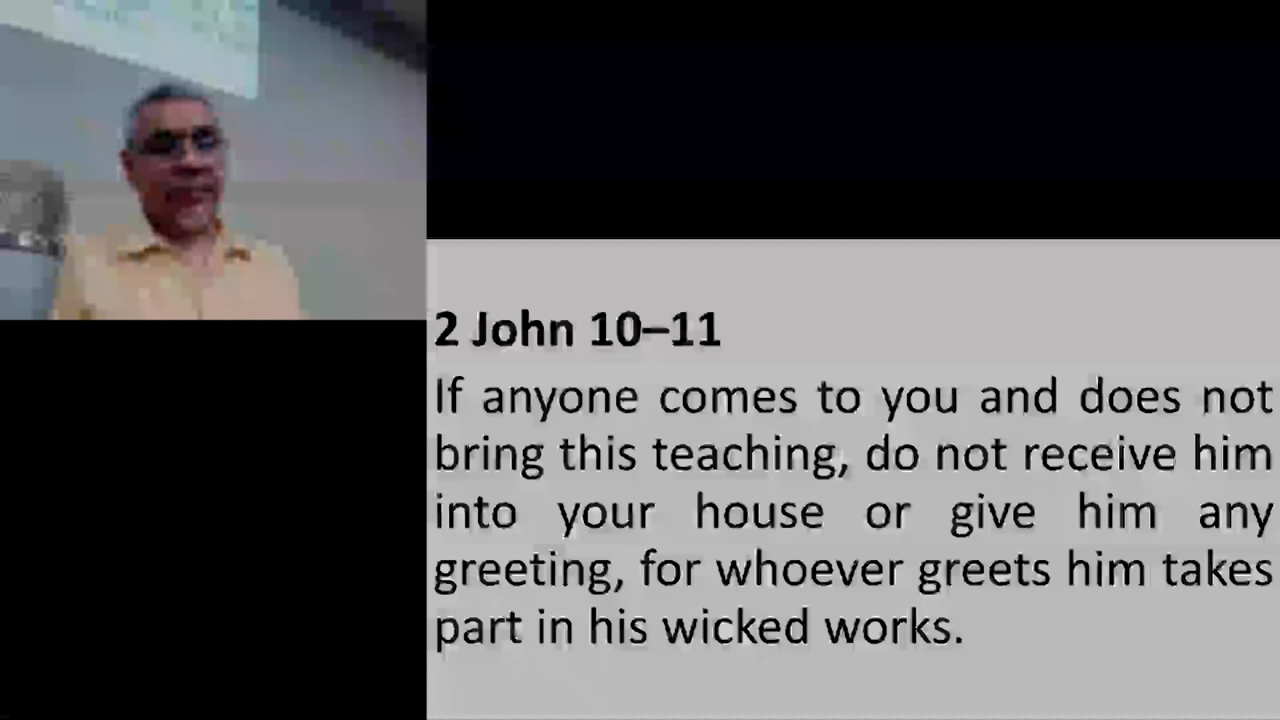 2 John 10–11
If anyone comes to you and does not
bring this teaching, do not receive him
into your house or give him any
greeting, for whoever greets him takes
part in his wicked works.